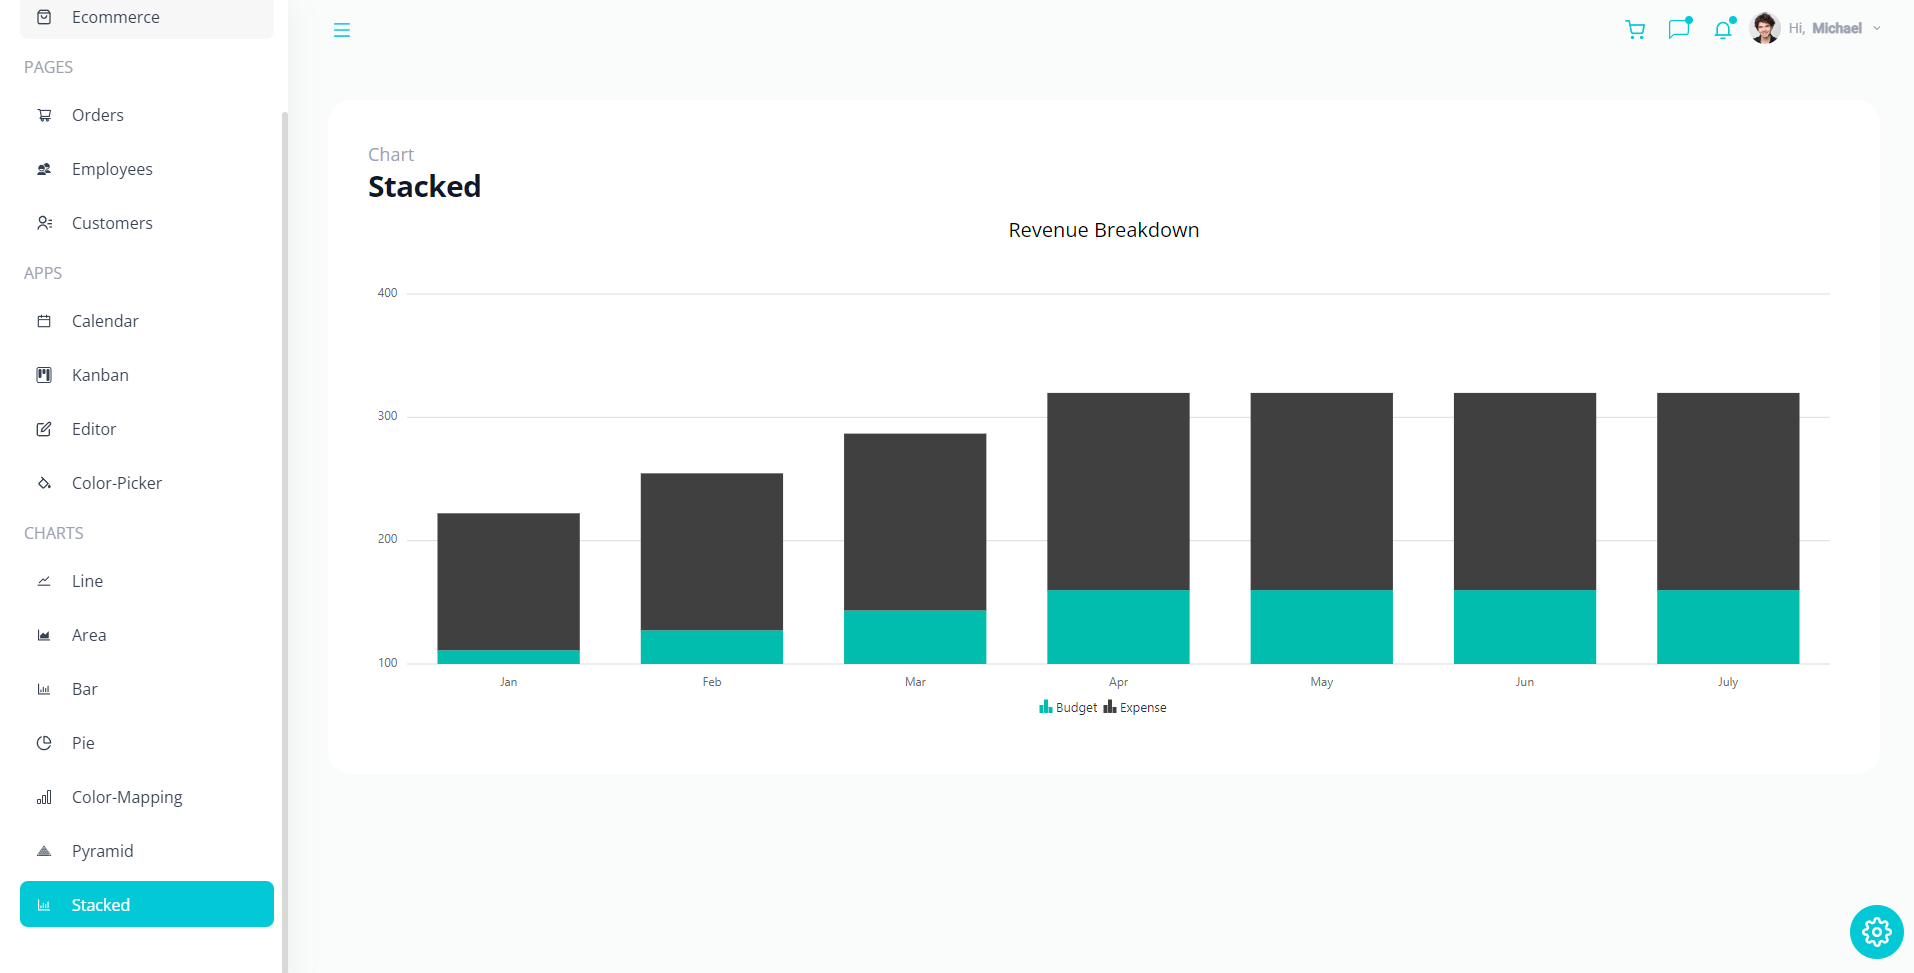 Ecommerce
PAGES
Orders
Employees
Customers
APPS
Calendar
Kanban
Editor
Color-Picker
CHARTS
Line
Area
Bar
Pie
Color-Mapping
Pyramid
Stacked
Hi, Michael
Chart
Stacked
Revenue Breakdown
400
300
200
100
Jan Feb Mar Apr May Jun July
Budget Expense